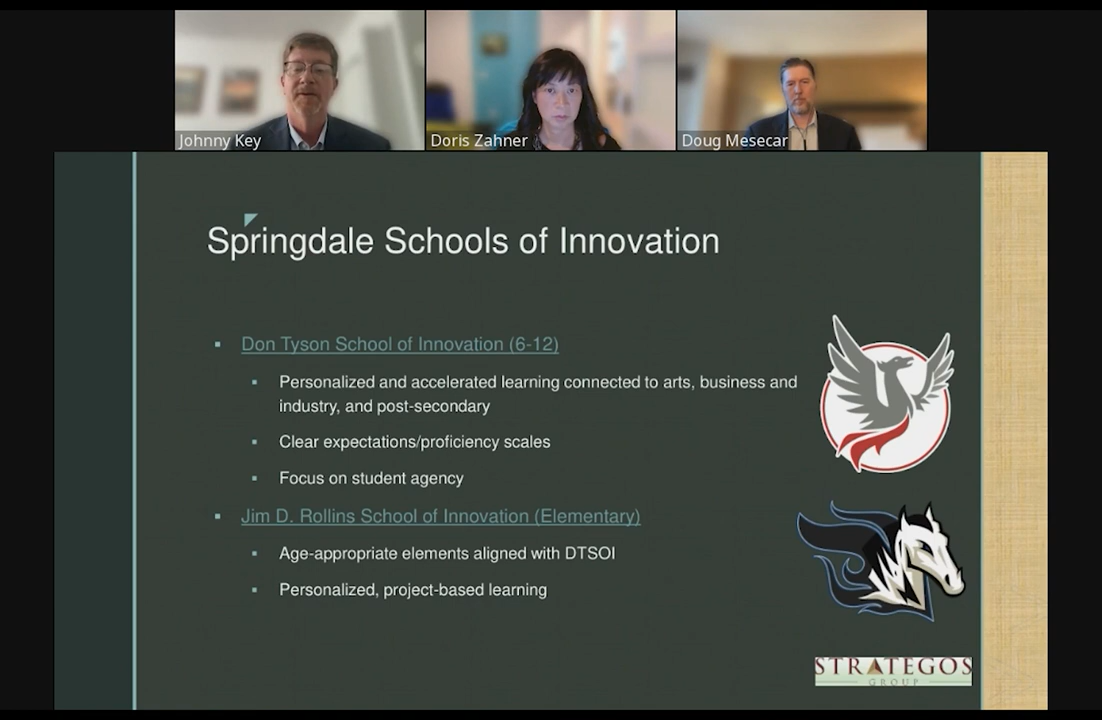 Johnny Key
Doris Zahner
Doug Mesecar
Springdale Schools of Innovation
Don Tyson School of Innovation (6-12)
Personalized and accelerated learning connected to arts, business and
industry, and post-secondary
Clear expectations/proficiency scales
Focus on student agency
Jim D. Rollins School of Innovation (Elementary)
Age-appropriate elements aligned with DTSOI
Personalized, project-based learning
STRATEGOS
GROUP